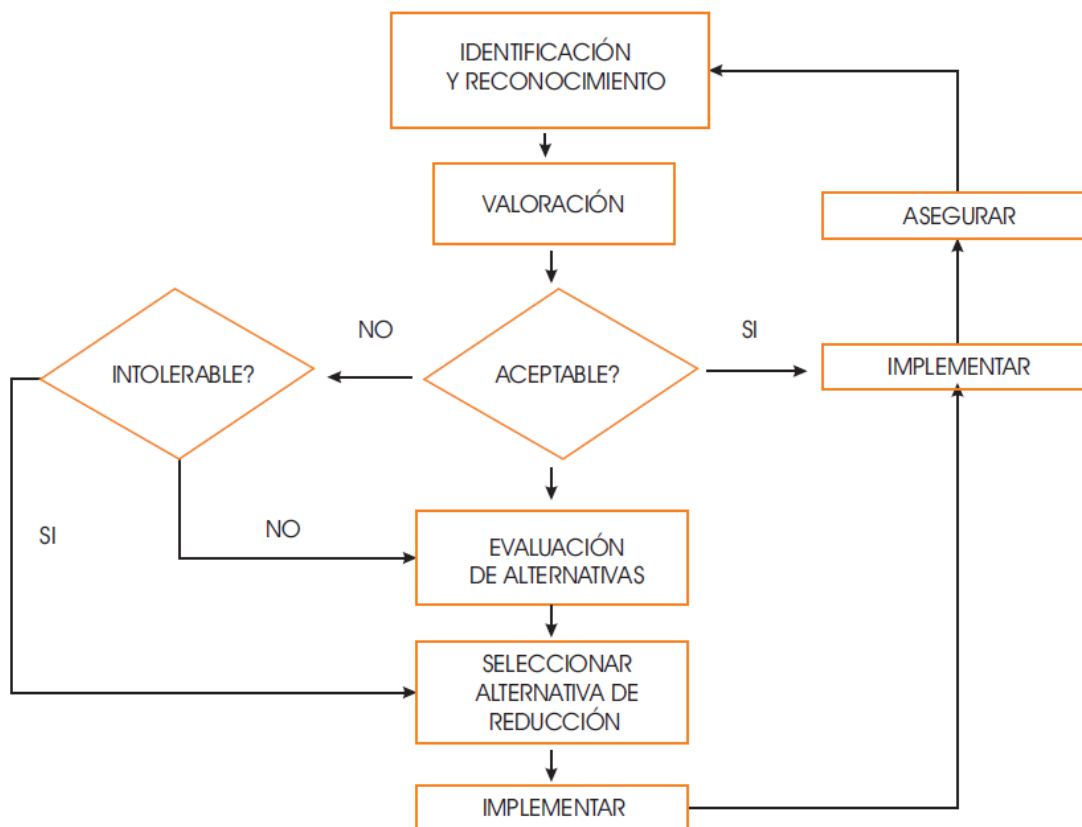 IDENTIFICACIÓN
Y RECONOCIMIENTO
VALORACIÓN
ASEGURAR
NO
SI
INTOLERABLE?
ACEPTABLE?
IMPLEMENTAR
SI
NO
EVALUACIÓN
DE ALTERNATIVAS
SELECCIONAR
ALTERNATIVA DE
REDUCCIÓN
IMPLEMENTAR